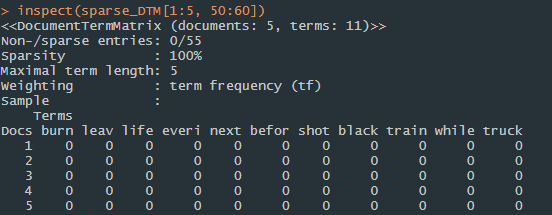 > inspect(sparse_DTM[1:5, 50:60])
<<DocumentTermMatrix (documents: 5, terms: 11)>>
Non-/sparse entries: 0/55
Sparsity           : 100%
Maximal term length: 5
Weighting          : term frequency (tf)
Sample             :
    Terms
Docs burn leav life everi next befor shot black train while truck
   1    0    0    0     0    0     0    0     0     0     0     0
   2    0    0    0     0    0     0    0     0     0     0     0
   3    0    0    0     0    0     0    0     0     0     0     0
   4    0    0    0     0    0     0    0     0     0     0     0
   5    0    0    0     0    0     0    0     0     0     0     0